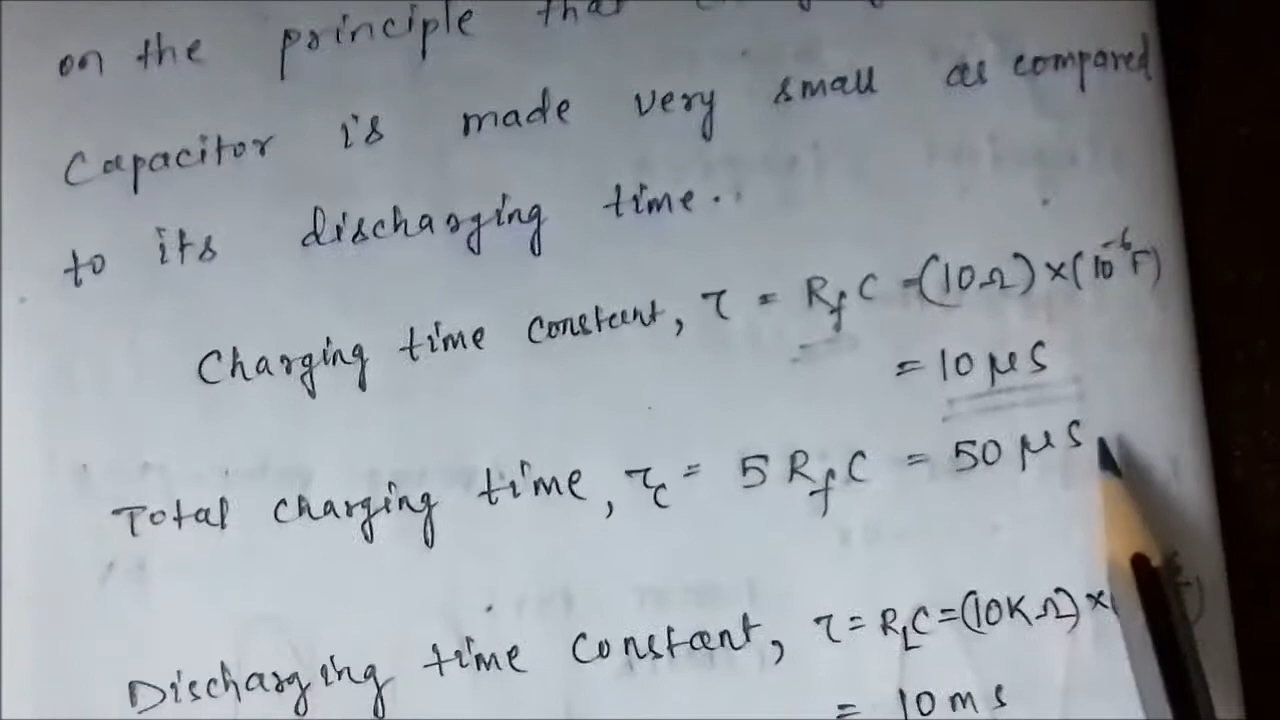 on the principle that
Capacitor is made very small as compared
to its discharging time..
Charging time constant, τ = R_f C = (10Ω) × (10⁻⁶F)
= 10 μs
Total charging time, τ_c = 5 R_f C = 50 μs
Discharging time constant, τ = R_L C = (10KΩ) × (
= 10 ms